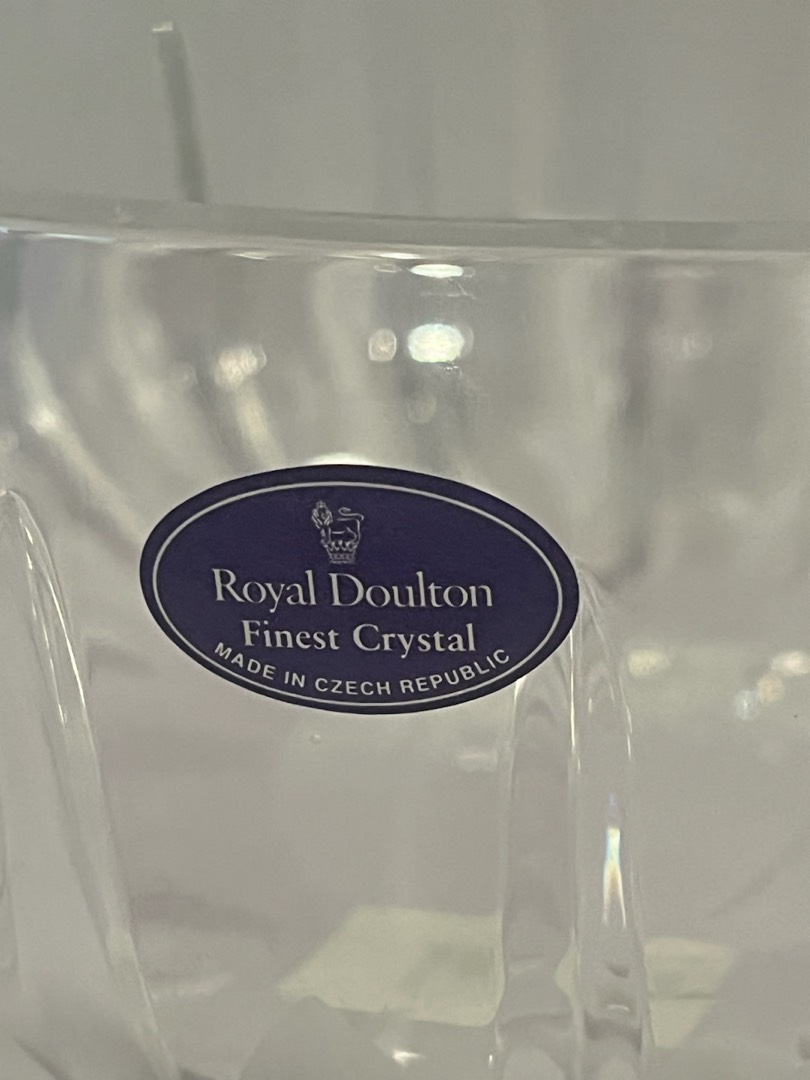 Royal Doulton
Finest Crystal
MADE IN CZECH REPUBLIC